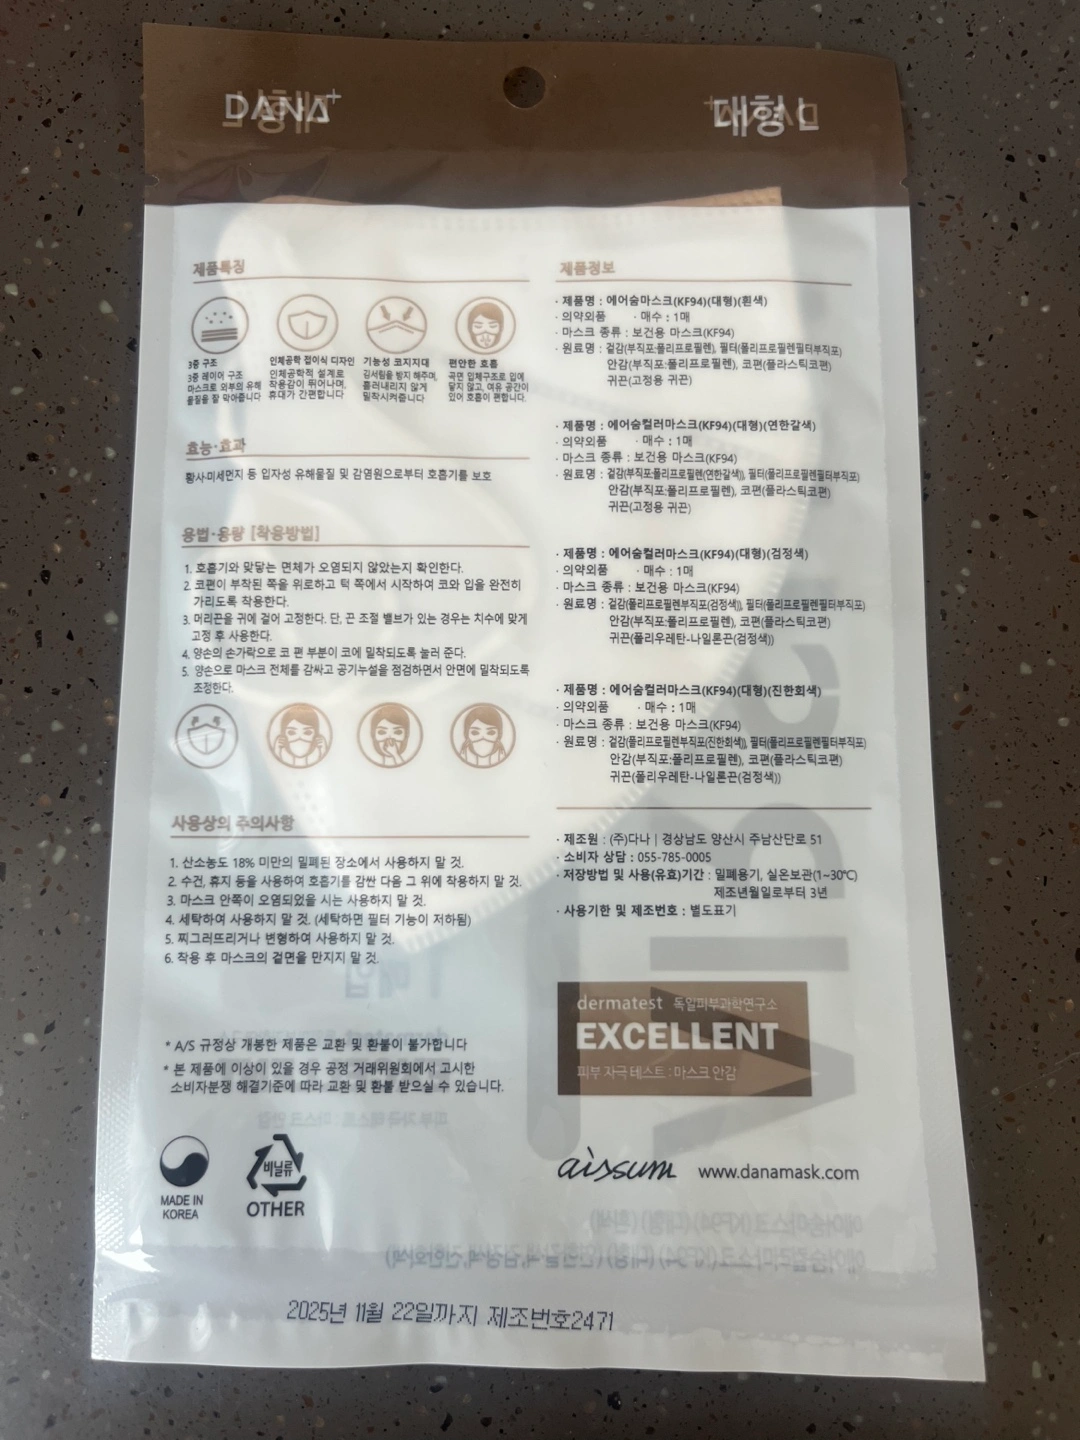 DANA+
대형 L
제품특징
3중 구조
3중 레이어 구조
마스크로 외부의 유해
물질을 잘 막아줍니다
인체공학 접이식 디자인
인체공학적 설계로
착용감이 뛰어나며,
휴대가 간편합니다
기능성 코지지대
김서림을 방지 해주며,
흘러내리지 않게
밀착시켜줍니다
편안한 호흡
곡면 입체구조로 입에
닿지 않고, 여유 공간이
있어 호흡이 편합니다.
효능·효과
황사·미세먼지 등 입자성 유해물질 및 감염원으로부터 호흡기를 보호
용법·용량 [착용방법]
1. 호흡기와 맞닿는 면체가 오염되지 않았는지 확인한다.
2. 코편이 부착된 쪽을 위로하고 턱 쪽에서 시작하여 코와 입을 완전히
가리도록 착용한다.
3. 머리끈을 귀에 걸어 고정한다. 단, 끈 조절 밸브가 있는 경우는 치수에 맞게
고정 후 사용한다.
4. 양손의 손가락으로 코 편 부분이 코에 밀착되도록 눌러 준다.
5. 양손으로 마스크 전체를 감싸고 공기누설을 점검하면서 안면에 밀착되도록
조정한다.
사용상의 주의사항
1. 산소농도 18% 미만의 밀폐된 장소에서 사용하지 말 것.
2. 수건, 휴지 등을 사용하여 호흡기를 감싼 다음 그 위에 착용하지 말 것.
3. 마스크 안쪽이 오염되었을 시는 사용하지 말 것.
4. 세탁하여 사용하지 말 것. (세탁하면 필터 기능이 저하됨)
5. 찌그러뜨리거나 변형하여 사용하지 말 것.
6. 착용 후 마스크의 겉면을 만지지 말 것.
* A/S 규정상 개봉한 제품은 교환 및 환불이 불가합니다
* 본 제품에 이상이 있을 경우 공정 거래위원회에서 고시한
소비자분쟁 해결기준에 따라 교환 및 환불 받으실 수 있습니다.
MADE IN
KOREA
비닐류
OTHER
제품정보
· 제품명 : 에어숨마스크(KF94)(대형)(흰색)
· 의약외품 · 매수 : 1매
· 마스크 종류 : 보건용 마스크(KF94)
· 원료명 : 겉감(부직포:폴리프로필렌), 필터(폴리프로필렌필터부직포)
안감(부직포:폴리프로필렌), 코편(플라스틱코편)
귀끈(고정용 귀끈)
· 제품명 : 에어숨컬러마스크(KF94)(대형)(연한갈색)
· 의약외품 · 매수 : 1매
· 마스크 종류 : 보건용 마스크(KF94)
· 원료명 : 겉감(부직포:폴리프로필렌(연한갈색)), 필터(폴리프로필렌필터부직포)
안감(부직포:폴리프로필렌), 코편(플라스틱코편)
귀끈(고정용 귀끈)
· 제품명 : 에어숨컬러마스크(KF94)(대형)(검정색)
· 의약외품 · 매수 : 1매
· 마스크 종류 : 보건용 마스크(KF94)
· 원료명 : 겉감(폴리프로필렌부직포(검정색)), 필터(폴리프로필렌필터부직포)
안감(부직포:폴리프로필렌), 코편(플라스틱코편)
귀끈(폴리우레탄-나일론끈(검정색))
· 제품명 : 에어숨컬러마스크(KF94)(대형)(진한회색)
· 의약외품 · 매수 : 1매
· 마스크 종류 : 보건용 마스크(KF94)
· 원료명 : 겉감(폴리프로필렌부직포(진한회색)), 필터(폴리프로필렌필터부직포)
안감(부직포:폴리프로필렌), 코편(플라스틱코편)
귀끈(폴리우레탄-나일론끈(검정색))
· 제조원 : (주)다나 | 경상남도 양산시 주남산단로 51
· 소비자 상담 : 055-785-0005
· 저장방법 및 사용(유효)기간 : 밀폐용기, 실온보관(1~30℃)
제조년월일로부터 3년
· 사용기한 및 제조번호 : 별도표기
dermatest 독일피부과학연구소
EXCELLENT
피부 자극 테스트 : 마스크 안감
aissum www.danamask.com
2025년 11월 22일까지 제조번호2471